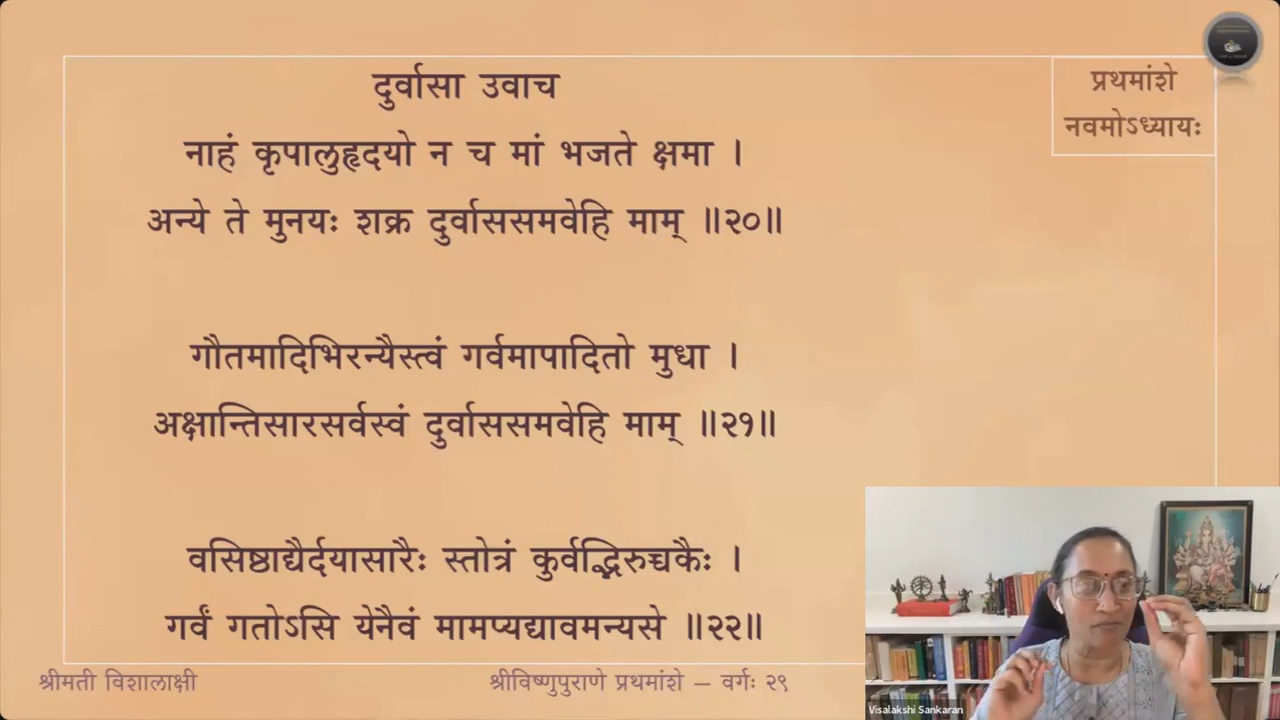 दुर्वासा उवाच
नाहं कृपालुहृदयो न च मां भजते क्षमा ।
अन्ये ते मुनयः शक्र दुर्वाससमवेहि माम् ॥२०॥
गौतमादिभिरन्यैस्त्वं गर्वमापादितो मुधा ।
अक्षान्तिसारसर्वस्वं दुर्वाससमवेहि माम् ॥२१॥
वसिष्ठाद्यैर्दयासारैः स्तोत्रं कुर्वद्भिरुच्चकैः ।
गर्वं गतोऽसि येनैवं मामप्यद्यावमन्यसे ॥२२॥
प्रथमांशे
नवमोऽध्यायः
श्रीमती विशालाक्षी
श्रीविष्णुपुराणे प्रथमांशे – वर्गः २९
Visalakshi Sankaran